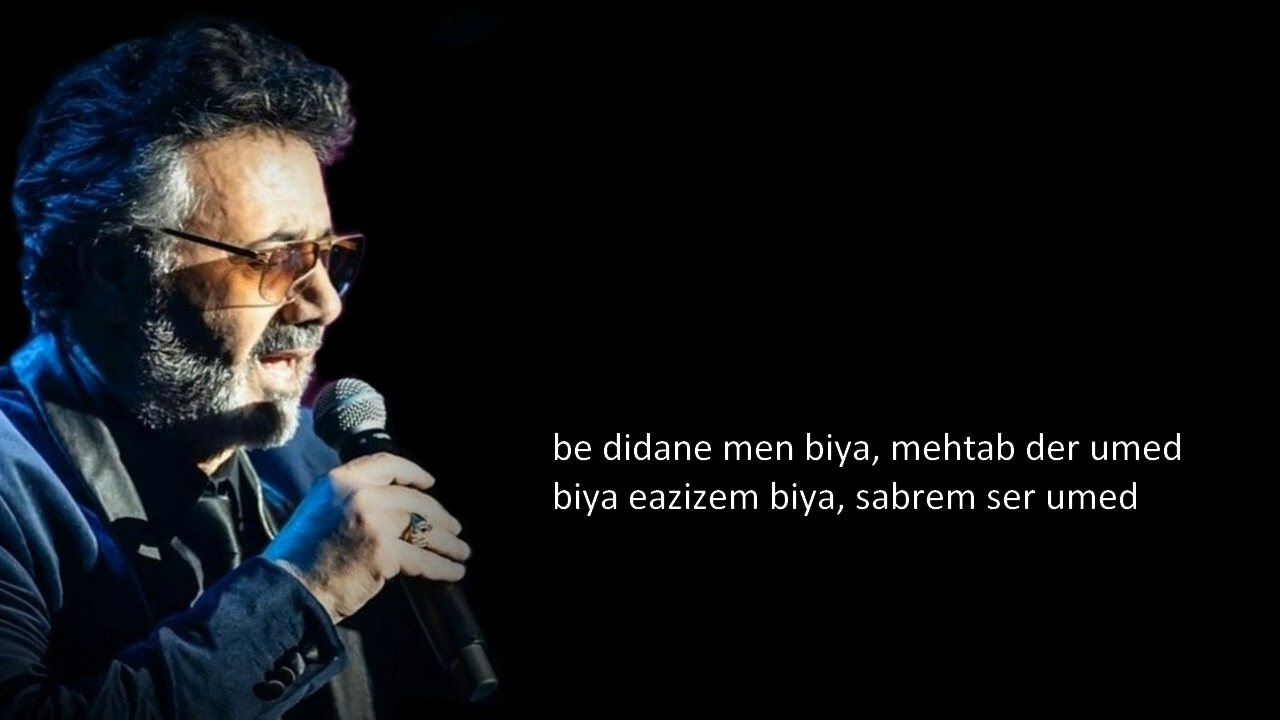 be didane men biya, mehtab der umed
biya eazizem biya, sabrem ser umed